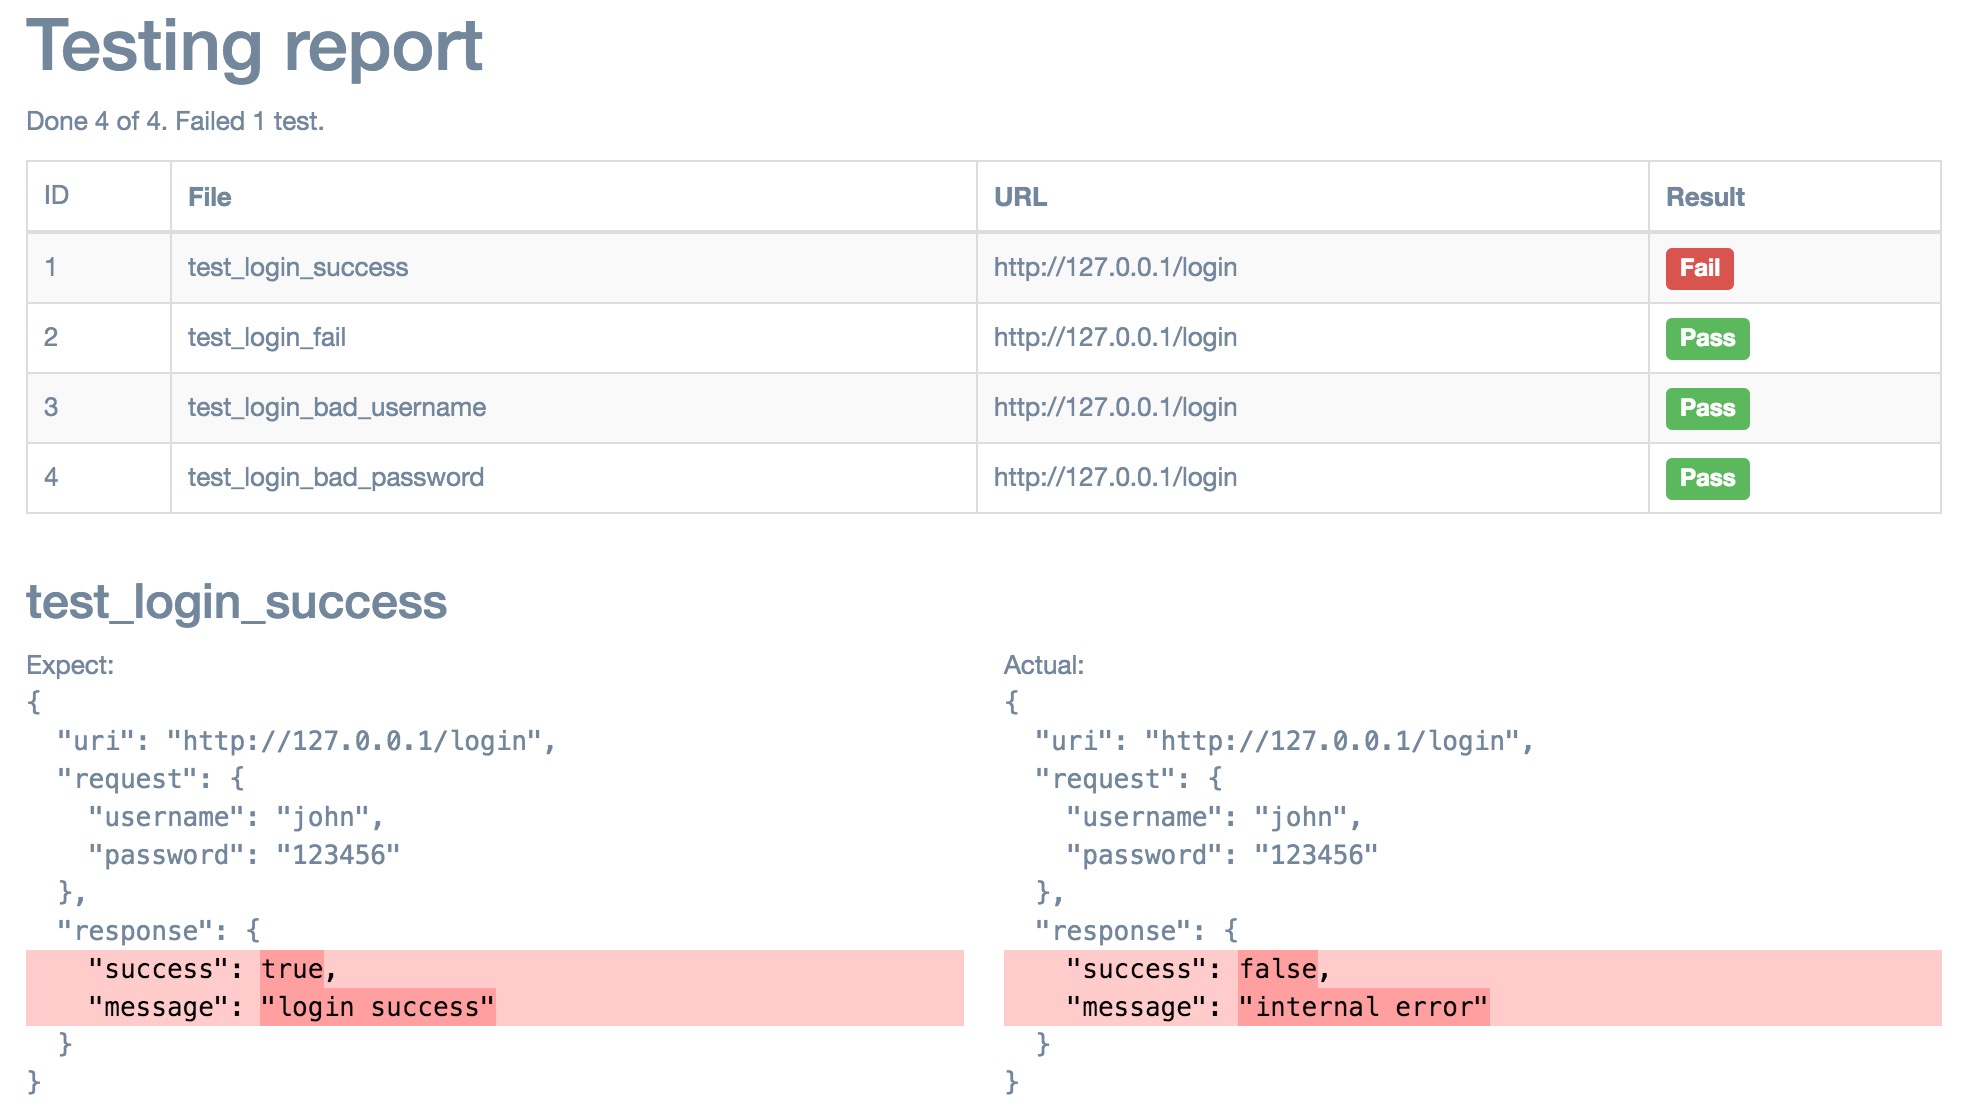 Testing report
Done 4 of 4. Failed 1 test.
ID File URL Result
1 test_login_success http://127.0.0.1/login Fail
2 test_login_fail http://127.0.0.1/login Pass
3 test_login_bad_username http://127.0.0.1/login Pass
4 test_login_bad_password http://127.0.0.1/login Pass
test_login_success
Expect:
{
  "uri": "http://127.0.0.1/login",
  "request": {
    "username": "john",
    "password": "123456"
  },
  "response": {
    "success": true,
    "message": "login success"
  }
}
Actual:
{
  "uri": "http://127.0.0.1/login",
  "request": {
    "username": "john",
    "password": "123456"
  },
  "response": {
    "success": false,
    "message": "internal error"
  }
}